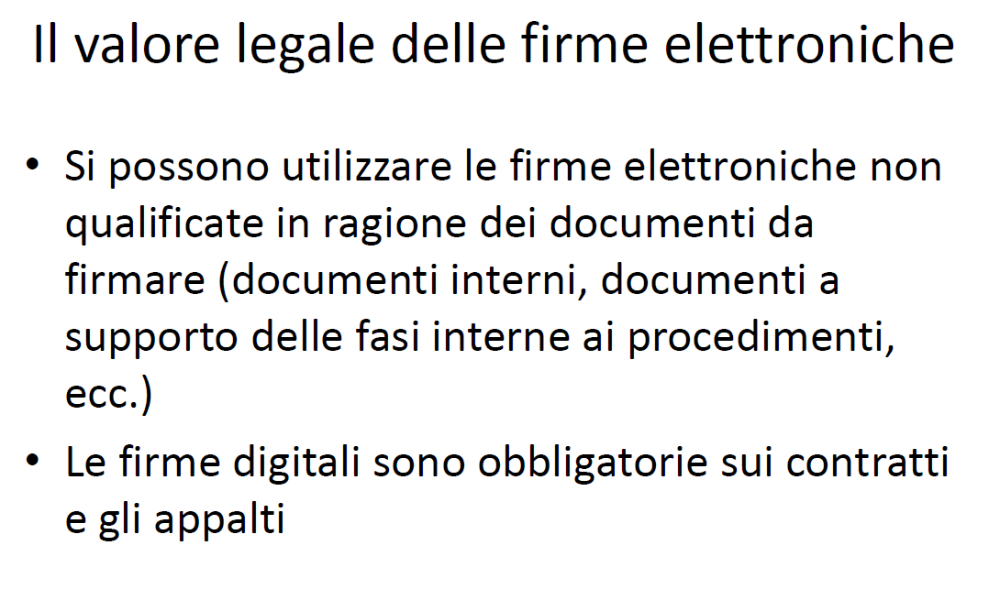 Il valore legale delle firme elettroniche
• Si possono utilizzare le firme elettroniche non
qualificate in ragione dei documenti da
firmare (documenti interni, documenti a
supporto delle fasi interne ai procedimenti,
ecc.)
• Le firme digitali sono obbligatorie sui contratti
e gli appalti